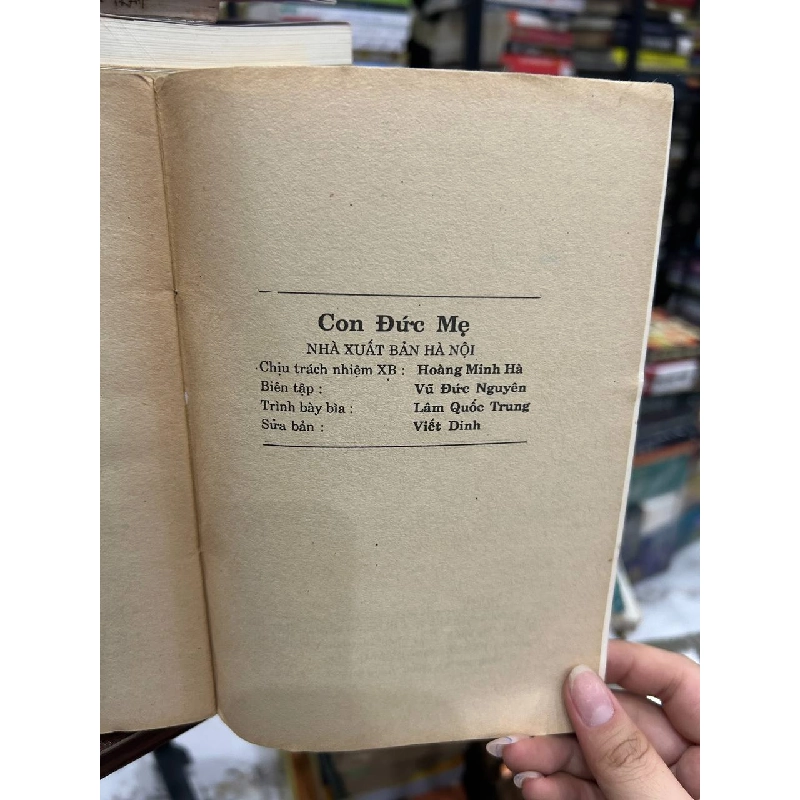 Con Đức Mẹ
NHÀ XUẤT BẢN HÀ NỘI
Chịu trách nhiệm XB : Hoàng Minh Hà
Biên tập : Vũ Đức Nguyên
Trình bày bìa : Lâm Quốc Trung
Sửa bản : Viết Dinh